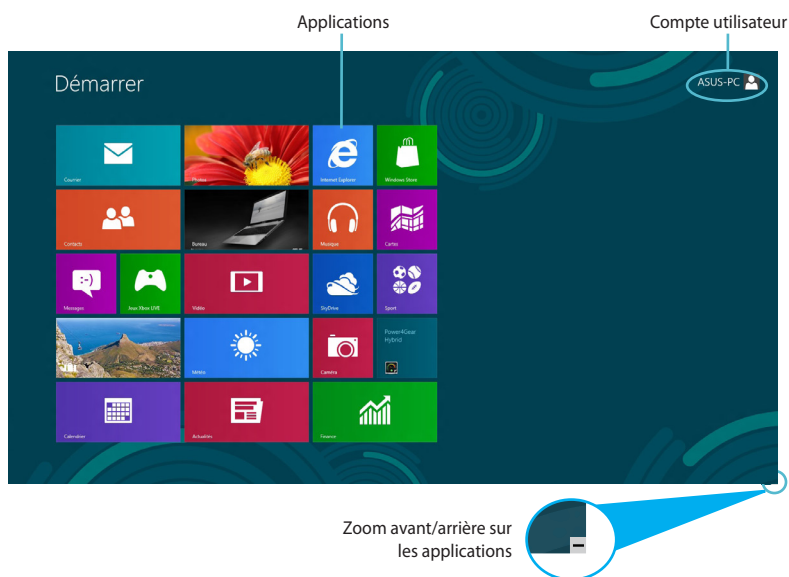 Applications
Compte utilisateur
Démarrer
ASUS-PC
Courrier
Photos
Internet Explorer
Windows Store
Contacts
Bureau
Musique
Cartes
Messages
Jeux Xbox LIVE
Vidéo
SkyDrive
Sport
Météo
Caméra
Power4Gear
Hybrid
Calendrier
Actualités
Finance
Zoom avant/arrière sur
les applications